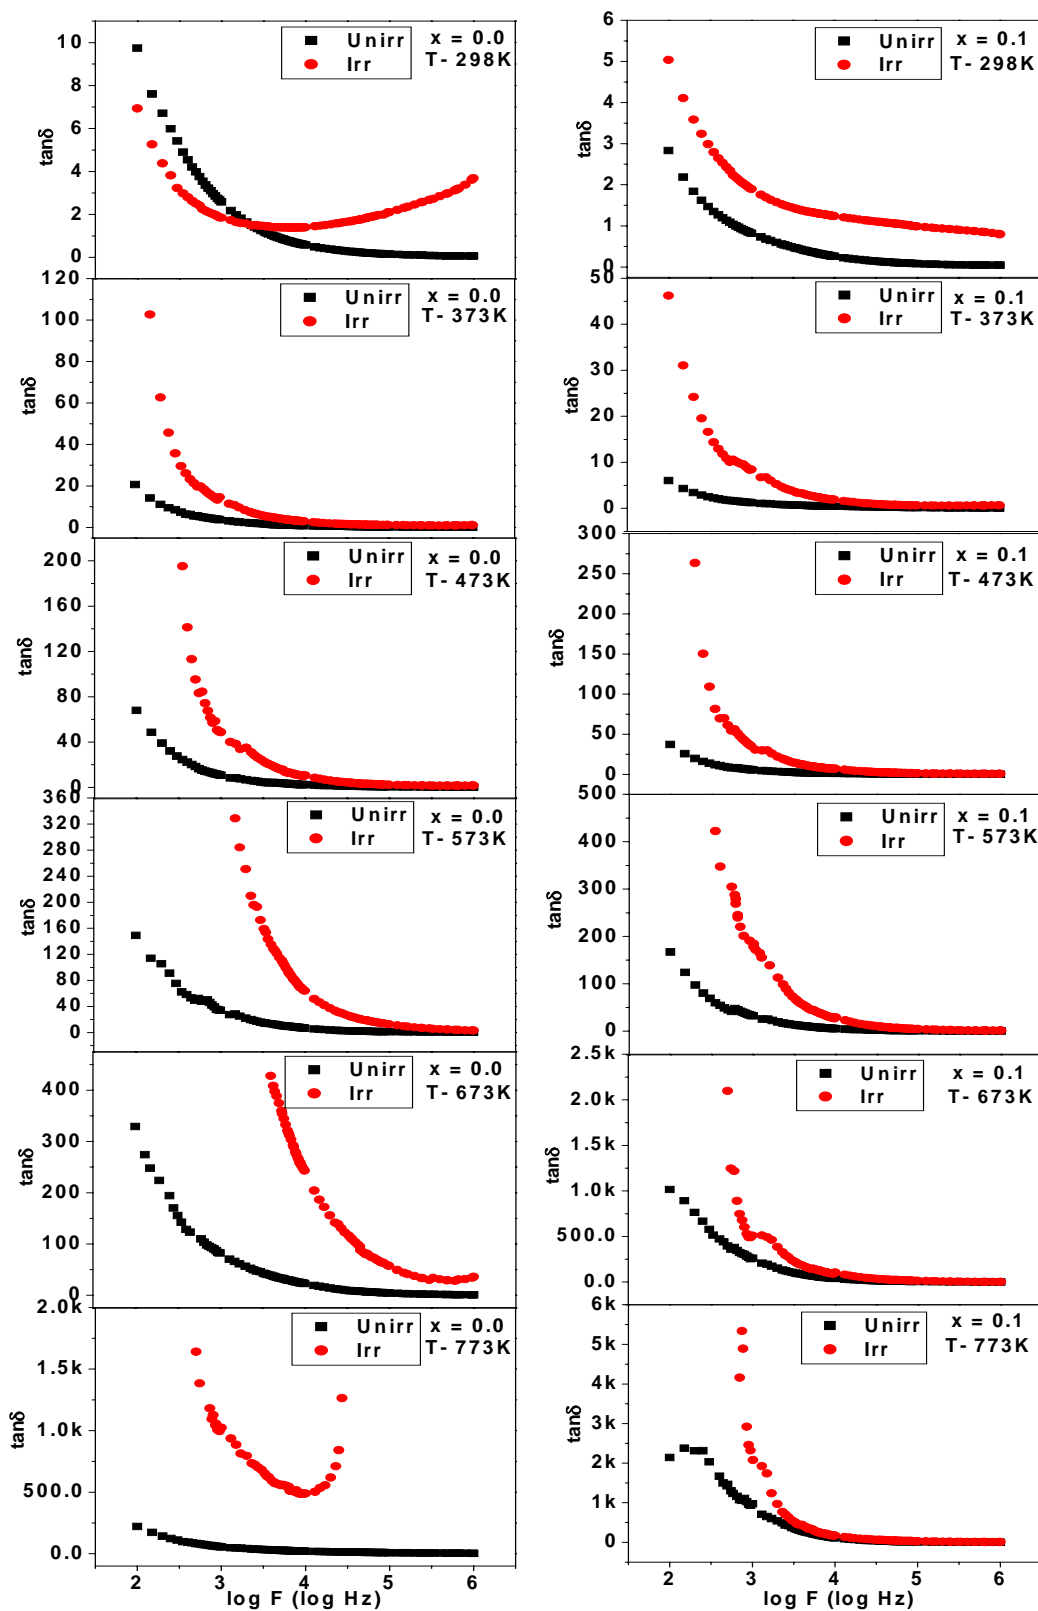 10
8
6
4
2
0
tanδ
Unirr
Irr
x = 0.0
T- 298K
6
5
4
3
2
1
0
tanδ
Unirr
Irr
x = 0.1
T- 298K
120
100
80
60
40
20
0
tanδ
Unirr
Irr
x = 0.0
T- 373K
50
40
30
20
10
0
tanδ
Unirr
Irr
x = 0.1
T- 373K
200
160
120
80
40
0
tanδ
Unirr
Irr
x = 0.0
T- 473K
300
250
200
150
100
50
0
tanδ
Unirr
Irr
x = 0.1
T- 473K
360
320
280
240
200
160
120
80
40
0
tanδ
Unirr
Irr
x = 0.0
T- 573K
500
400
300
200
100
0
tanδ
Unirr
Irr
x = 0.1
T- 573K
400
300
200
100
0
tanδ
Unirr
Irr
x = 0.0
T- 673K
2.5k
2.0k
1.5k
1.0k
500.0
0.0
tanδ
Unirr
Irr
x = 0.1
T- 673K
2.0k
1.5k
1.0k
500.0
0.0
tanδ
Unirr
Irr
x = 0.0
T- 773K
2 3 4 5 6
log F (log Hz)
6k
5k
4k
3k
2k
1k
0
tanδ
Unirr
Irr
x = 0.1
T- 773K
2 3 4 5 6
log F (log Hz)